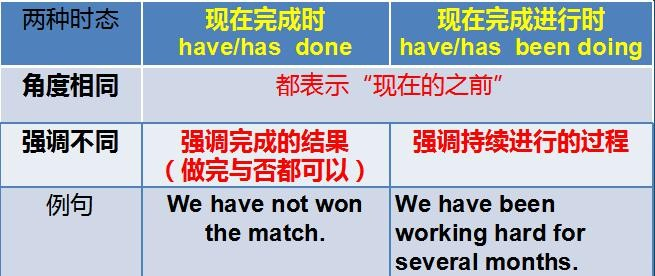 两种时态
现在完成时
have/has done
现在完成进行时
have/has been doing
角度相同
都表示“现在的之前”
强调不同
强调完成的结果
（做完与否都可以）
强调持续进行的过程
例句
We have not won
the match.
We have been
working hard for
several months.